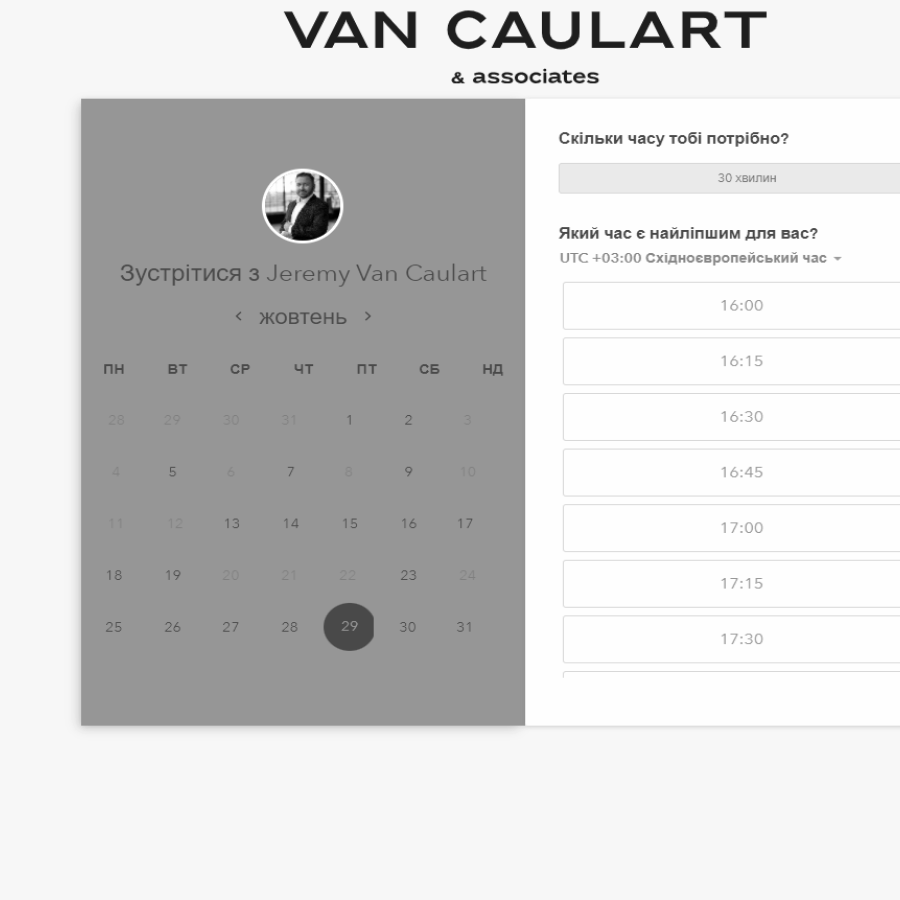 VAN CAULART
& associates
Зустрітися з Jeremy Van Caulart
‹ жовтень ›
ПН ВТ СР ЧТ ПТ СБ НД
28 29 30 31 1 2 3
4 5 6 7 8 9 10
11 12 13 14 15 16 17
18 19 20 21 22 23 24
25 26 27 28 29 30 31
Скільки часу тобі потрібно?
30 хвилин
Який час є найліпшим для вас?
UTC +03:00 Східноєвропейський час
16:00
16:15
16:30
16:45
17:00
17:15
17:30